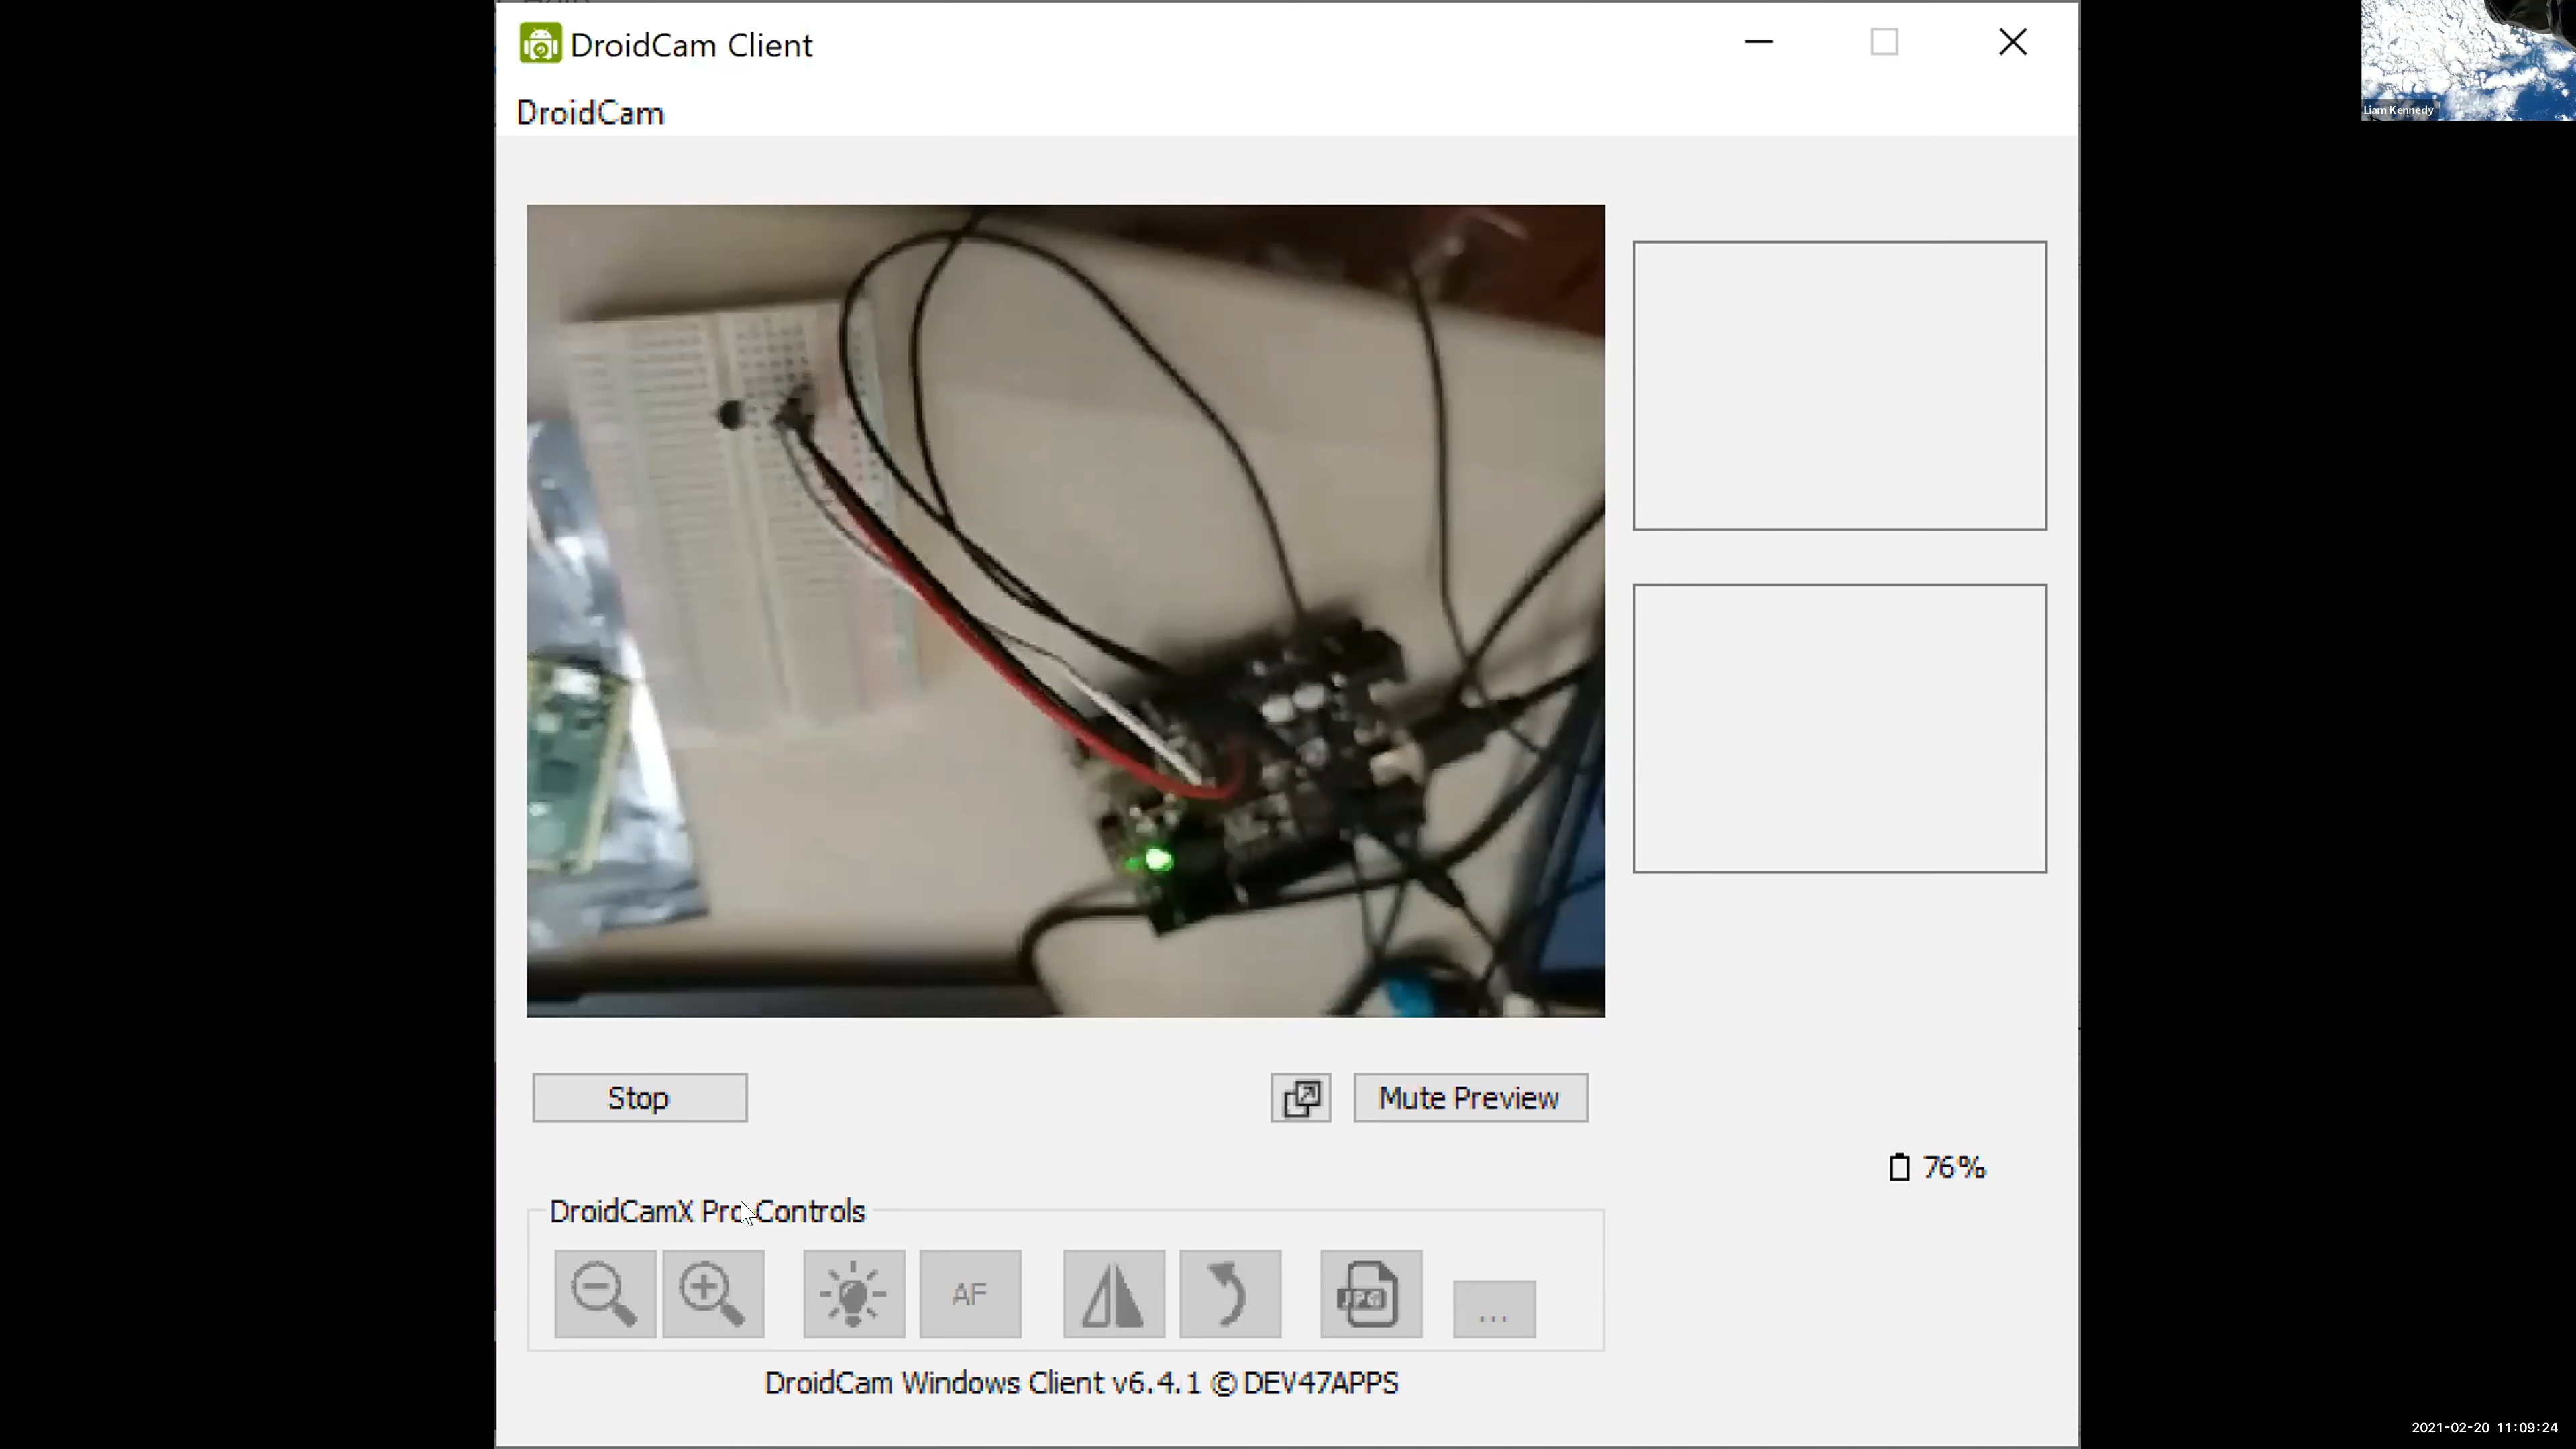 DroidCam Client
DroidCam
Liam Kennedy
Stop
Mute Preview
76%
DroidCamX Pro Controls
AF
JPG
...
DroidCam Windows Client v6.4.1 © DEV47APPS
2021-02-20 11:09:24